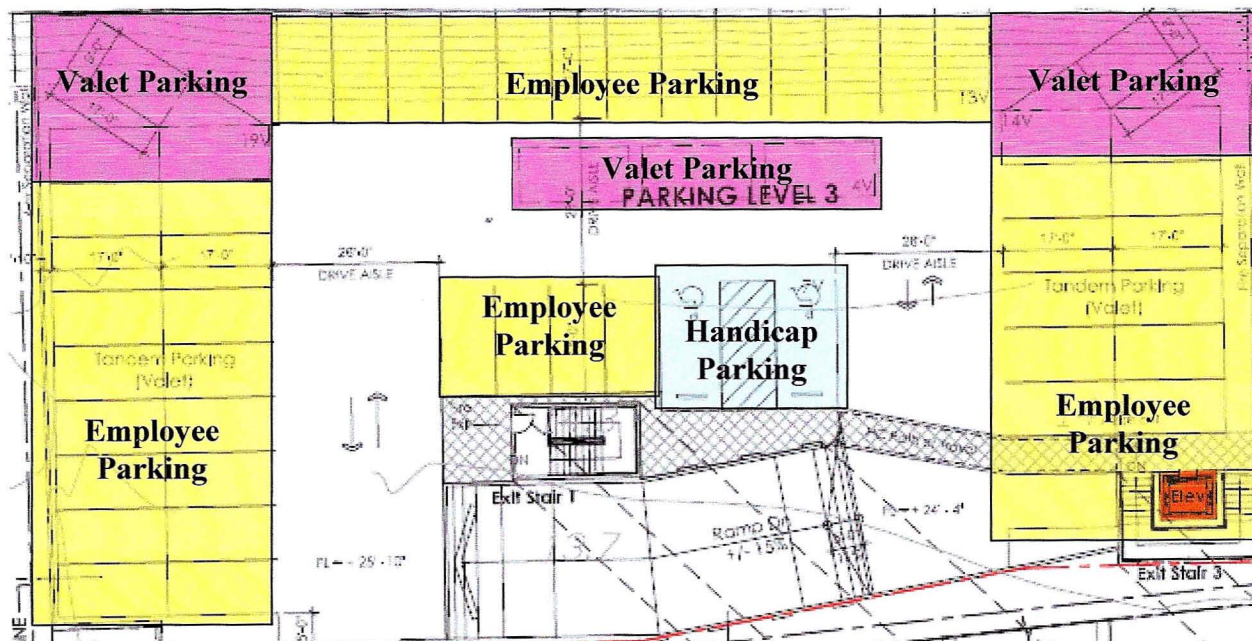 Valet Parking
Employee Parking
Valet Parking
19V
13V
14V
Valet Parking
4V
PARKING LEVEL 3
DRIVE AISLE
17'-0"
17'-0"
26'-0"
DRIVE AISLE
28'-0"
DRIVE AISLE
17'-0"
17'-0"
Employee
Parking
Handicap
Parking
Tandem Parking
(Valet)
Tandem Parking
(Valet)
Employee
Parking
Employee
Parking
Exit Stair 1
Ramp Dn
+/- 15%
Elev
Exit Stair 3